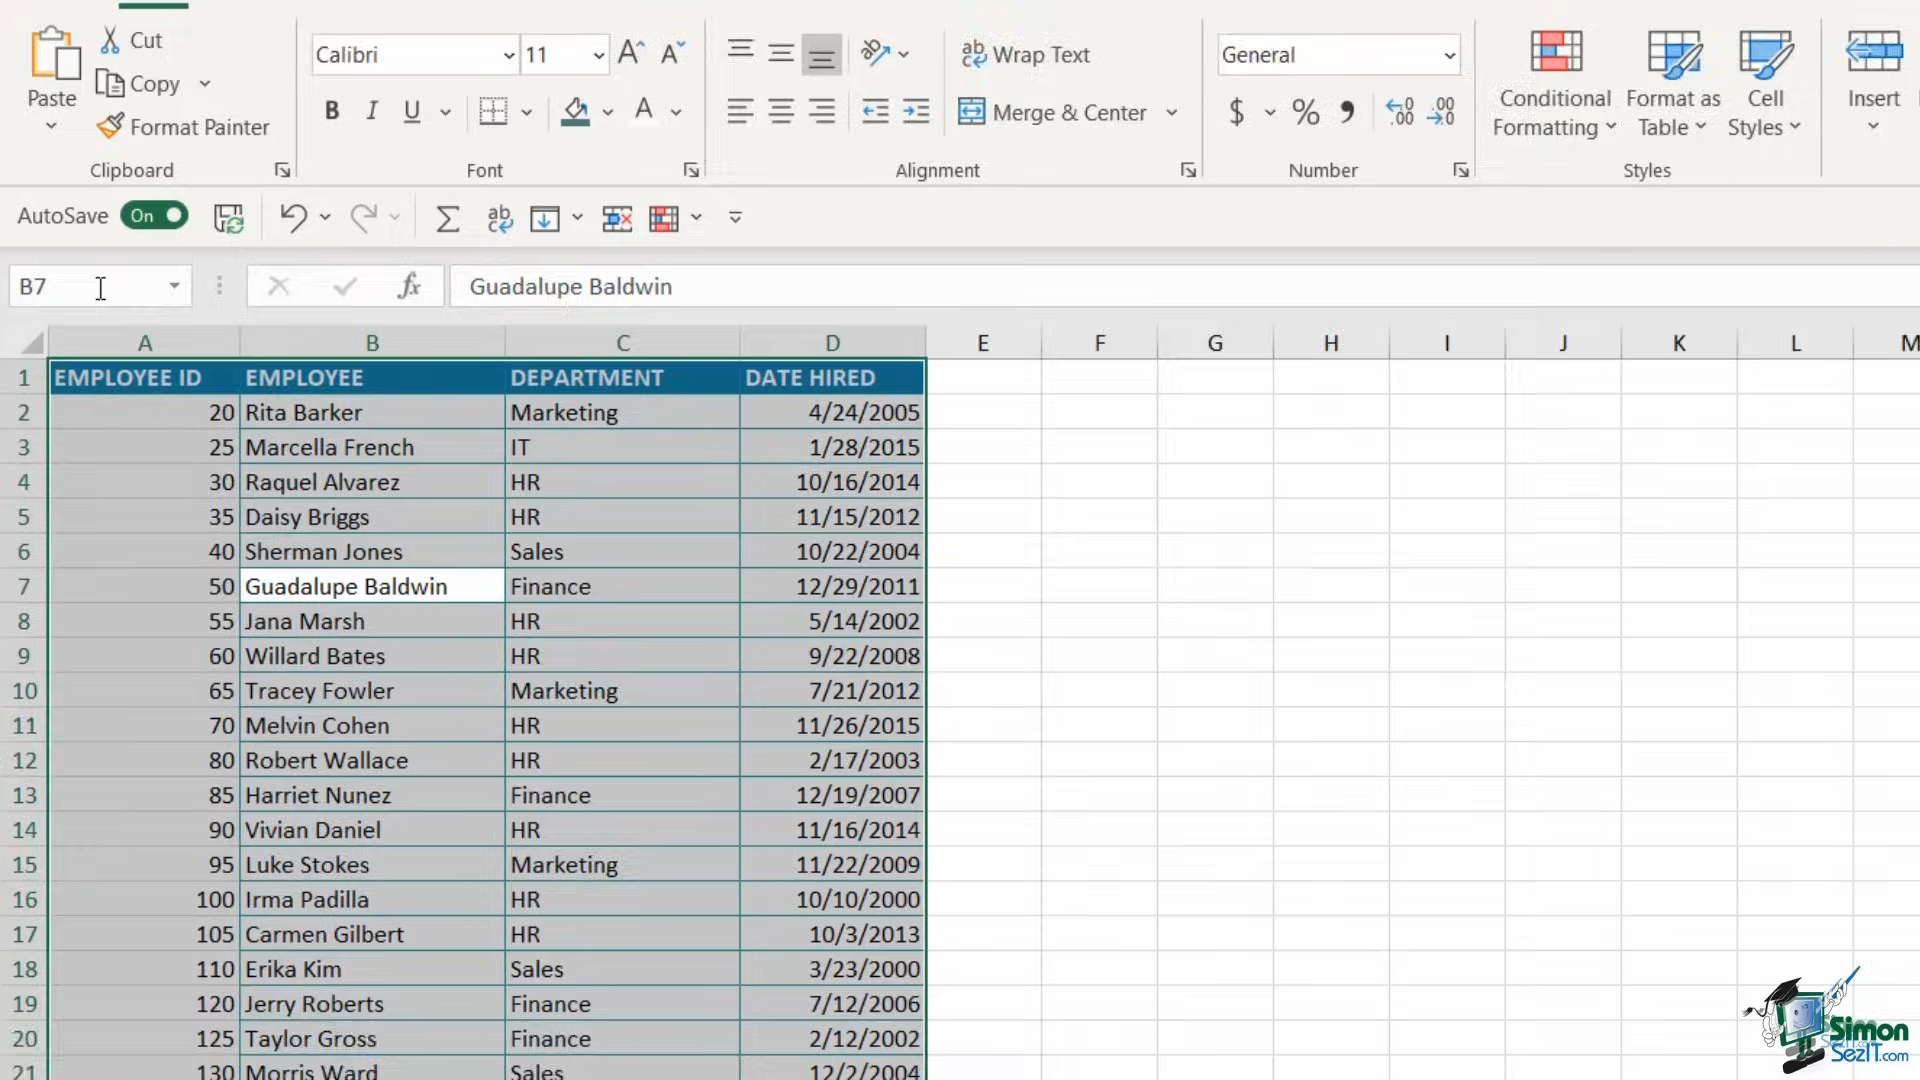 Cut
Calibri 11 A A
ab Wrap Text
General
Copy
Paste
B I U A
Merge & Center
$ % , .00 .00
Conditional Formatting
Format as Table
Cell Styles
Insert
Format Painter
Clipboard Font Alignment Number Styles
AutoSave On
B7 fx Guadalupe Baldwin
A B C D E F G H I J K L M
1 EMPLOYEE ID EMPLOYEE DEPARTMENT DATE HIRED
2 20 Rita Barker Marketing 4/24/2005
3 25 Marcella French IT 1/28/2015
4 30 Raquel Alvarez HR 10/16/2014
5 35 Daisy Briggs HR 11/15/2012
6 40 Sherman Jones Sales 10/22/2004
7 50 Guadalupe Baldwin Finance 12/29/2011
8 55 Jana Marsh HR 5/14/2002
9 60 Willard Bates HR 9/22/2008
10 65 Tracey Fowler Marketing 7/21/2012
11 70 Melvin Cohen HR 11/26/2015
12 80 Robert Wallace HR 2/17/2003
13 85 Harriet Nunez Finance 12/19/2007
14 90 Vivian Daniel HR 11/16/2014
15 95 Luke Stokes Marketing 11/22/2009
16 100 Irma Padilla HR 10/10/2000
17 105 Carmen Gilbert HR 10/3/2013
18 110 Erika Kim Sales 3/23/2000
19 120 Jerry Roberts Finance 7/12/2006
20 125 Taylor Gross Finance 2/12/2002
21 130 Morris Ward Sales 12/2/2004
Simon
SezIT.com